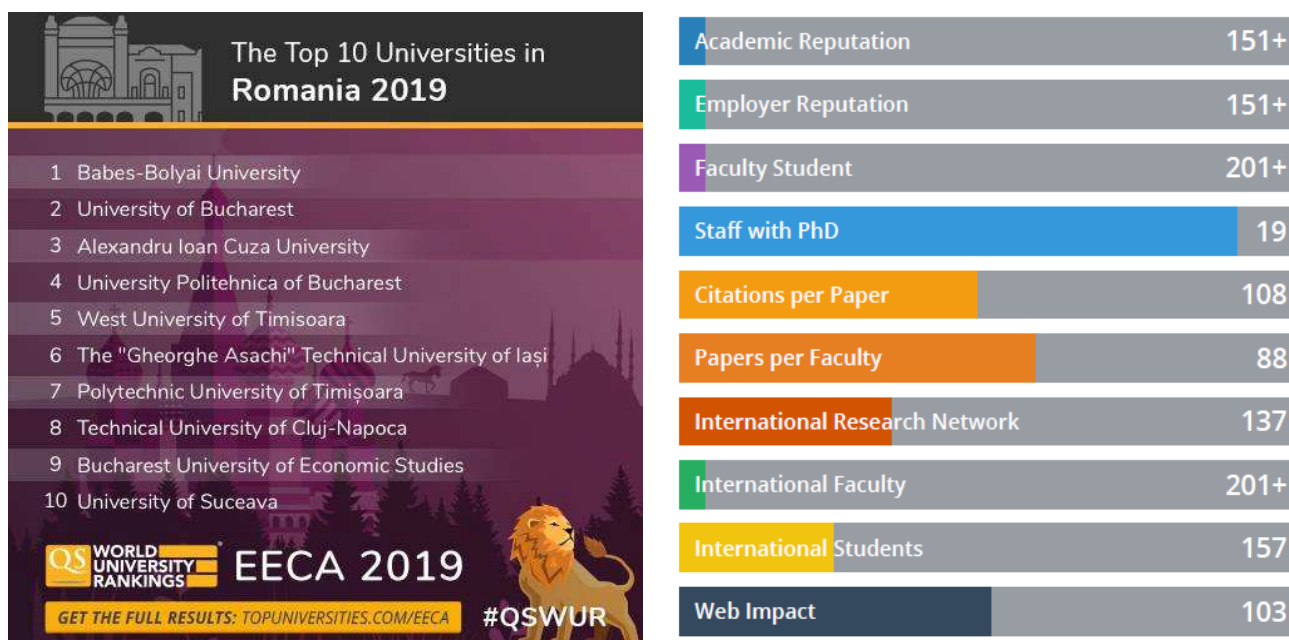 The Top 10 Universities in
Romania 2019
1 Babes-Bolyai University
2 University of Bucharest
3 Alexandru Ioan Cuza University
4 University Politehnica of Bucharest
5 West University of Timisoara
6 The "Gheorghe Asachi" Technical University of Iași
7 Polytechnic University of Timișoara
8 Technical University of Cluj-Napoca
9 Bucharest University of Economic Studies
10 University of Suceava
QS WORLD
UNIVERSITY
RANKINGS
EECA 2019
GET THE FULL RESULTS: TOPUNIVERSITIES.COM/EECA
#QSWUR
Academic Reputation 151+
Employer Reputation 151+
Faculty Student 201+
Staff with PhD 19
Citations per Paper 108
Papers per Faculty 88
International Research Network 137
International Faculty 201+
International Students 157
Web Impact 103